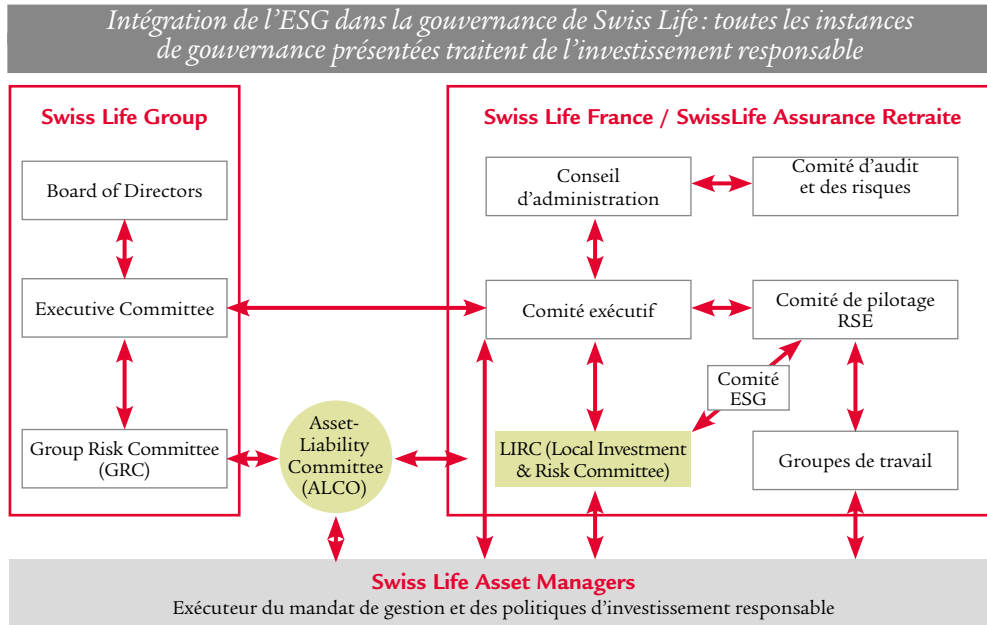 Intégration de l’ESG dans la gouvernance de Swiss Life : toutes les instances
de gouvernance présentées traitent de l’investissement responsable
Swiss Life Group
Board of Directors
Executive Committee
Group Risk Committee
(GRC)
Asset-
Liability
Committee
(ALCO)
Swiss Life France / SwissLife Assurance Retraite
Conseil
d’administration
Comité d’audit
et des risques
Comité exécutif
Comité de pilotage
RSE
Comité
ESG
LIRC (Local Investment
& Risk Committee)
Groupes de travail
Swiss Life Asset Managers
Exécuteur du mandat de gestion et des politiques d’investissement responsable